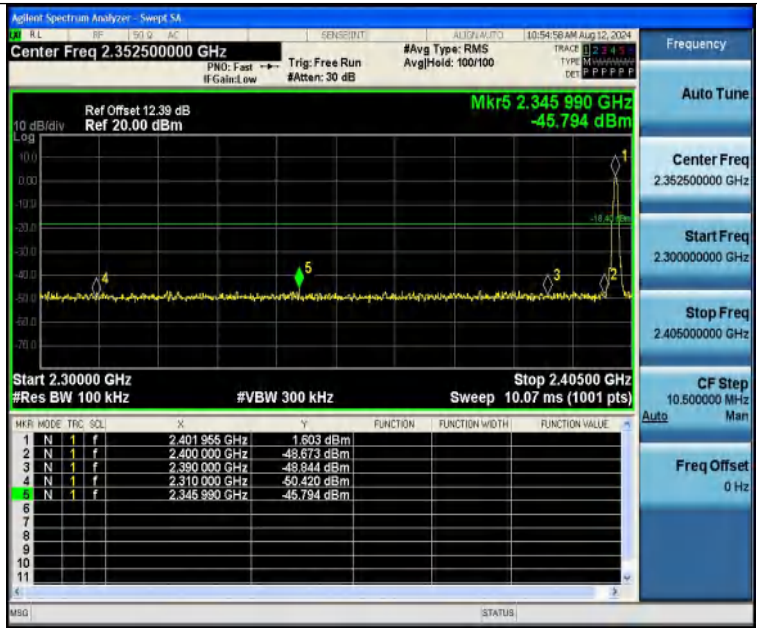 Agilent Spectrum Analyzer - Swept SA
RL RF 50 Ω AC SENSE:INT ALIGN AUTO 10:54:58 AM Aug 12, 2024
Center Freq 2.352500000 GHz #Avg Type: RMS TRACE 1 2 3 4 5 6
PNO: Fast Trig: Free Run Avg|Hold: 100/100 TYPE M
IFGain:Low #Atten: 30 dB DET P P P P P P
Frequency
Auto Tune
Mkr5 2.345 990 GHz
-45.794 dBm
Ref Offset 12.39 dB
10 dB/div Ref 20.00 dBm
Log
10.0
0.00
-10.0
-20.0
-30.0
-40.0
-50.0
-60.0
-70.0
1
-18.40 dBm
5
4
3
2
Start 2.30000 GHz Stop 2.40500 GHz
#Res BW 100 kHz #VBW 300 kHz Sweep 10.07 ms (1001 pts)
MKR MODE TRC SCL X Y FUNCTION FUNCTION WIDTH FUNCTION VALUE
1 N 1 f 2.401 955 GHz 1.603 dBm
2 N 1 f 2.400 000 GHz -48.673 dBm
3 N 1 f 2.390 000 GHz -48.844 dBm
4 N 1 f 2.310 000 GHz -50.420 dBm
5 N 1 f 2.345 990 GHz -45.794 dBm
6
7
8
9
10
11
Center Freq
2.352500000 GHz
Start Freq
2.300000000 GHz
Stop Freq
2.405000000 GHz
CF Step
10.500000 MHz
Auto Man
Freq Offset
0 Hz
MSG STATUS